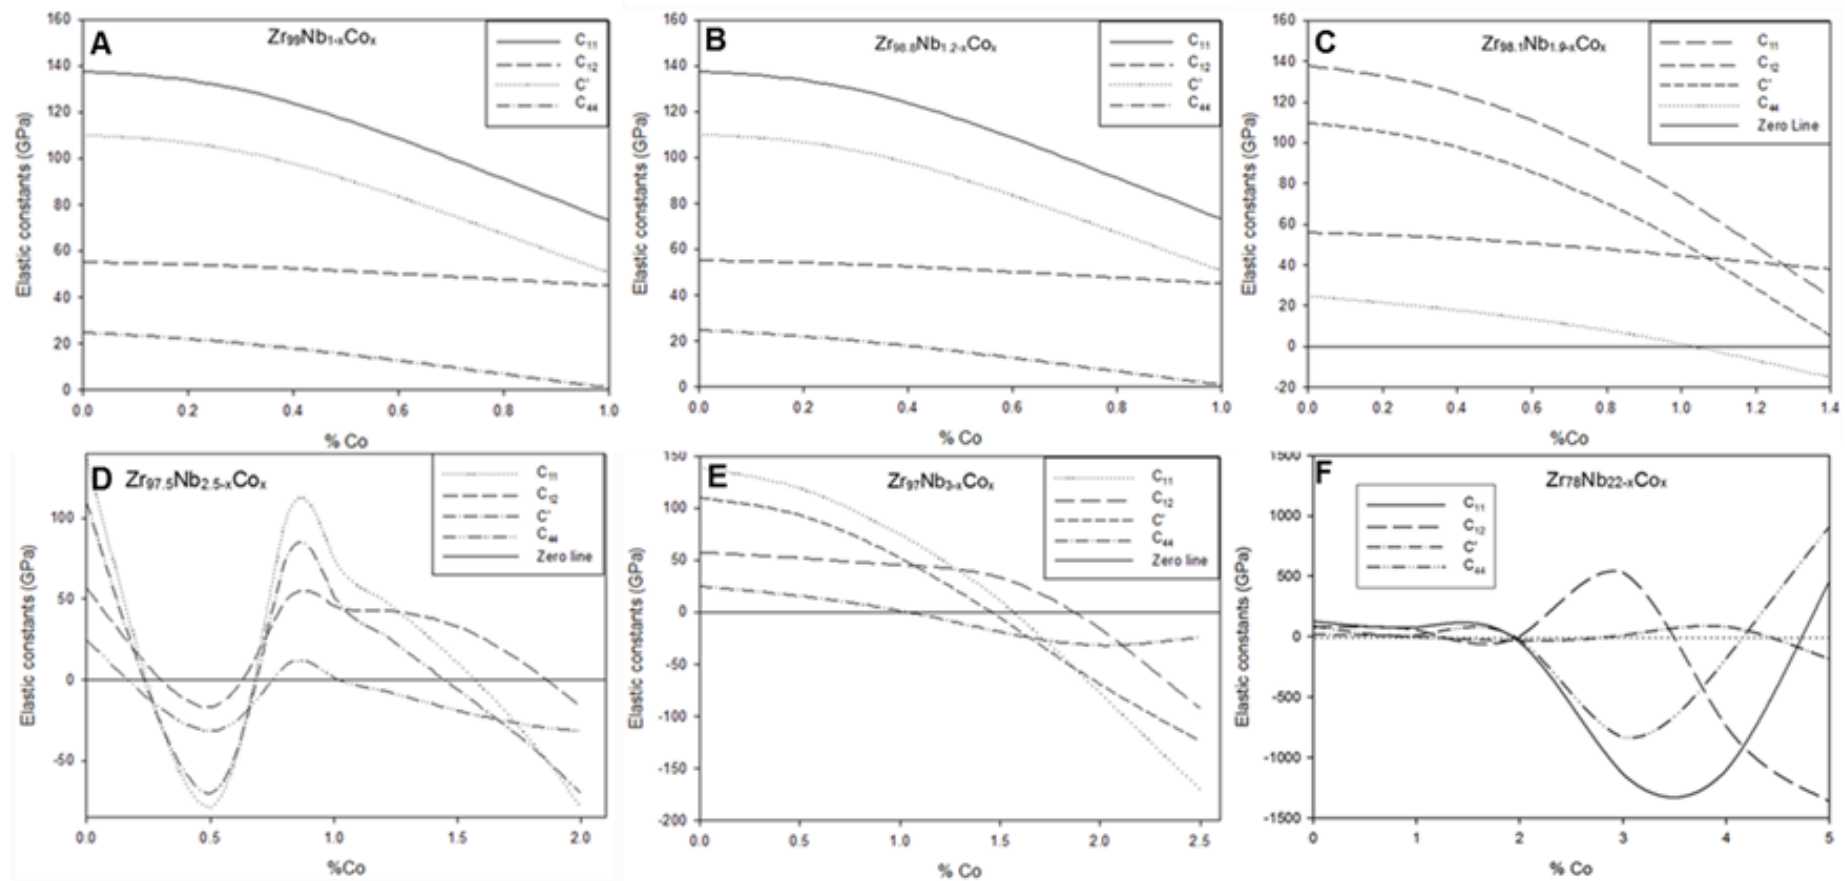 A
Zr₉₉Nb₁₋ₓCoₓ
C₁₁
C₁₂
C'
C₄₄
160
140
120
100
80
60
40
20
0
Elastic constants (GPa)
0.0 0.2 0.4 0.6 0.8 1.0
% Co
B
Zr₉₈.₈Nb₁.₂₋ₓCoₓ
C₁₁
C₁₂
C'
C₄₄
160
140
120
100
80
60
40
20
0
Elastic constants (GPa)
0.0 0.2 0.4 0.6 0.8 1.0
% Co
C
Zr₉₈.₁Nb₁.₉₋ₓCoₓ
C₁₁
C₁₂
C'
C₄₄
Zero Line
160
140
120
100
80
60
40
20
0
-20
Elastic constants (GPa)
0.0 0.2 0.4 0.6 0.8 1.0 1.2 1.4
% Co
D
Zr₉₇.₅Nb₂.₅₋ₓCoₓ
C₁₁
C₁₂
C'
C₄₄
Zero line
100
50
0
-50
Elastic constants (GPa)
0.0 0.5 1.0 1.5 2.0
%Co
E
Zr₉₇Nb₃₋ₓCoₓ
C₁₁
C₁₂
C'
C₄₄
Zero line
150
100
50
0
-50
-100
-150
-200
Elastic constants (GPa)
0.0 0.5 1.0 1.5 2.0 2.5
% Co
F
Zr₇₈Nb₂₂₋ₓCoₓ
C₁₁
C₁₂
C'
C₄₄
1500
1000
500
0
-500
-1000
-1500
Elastic constants (GPa)
0 1 2 3 4 5
% Co